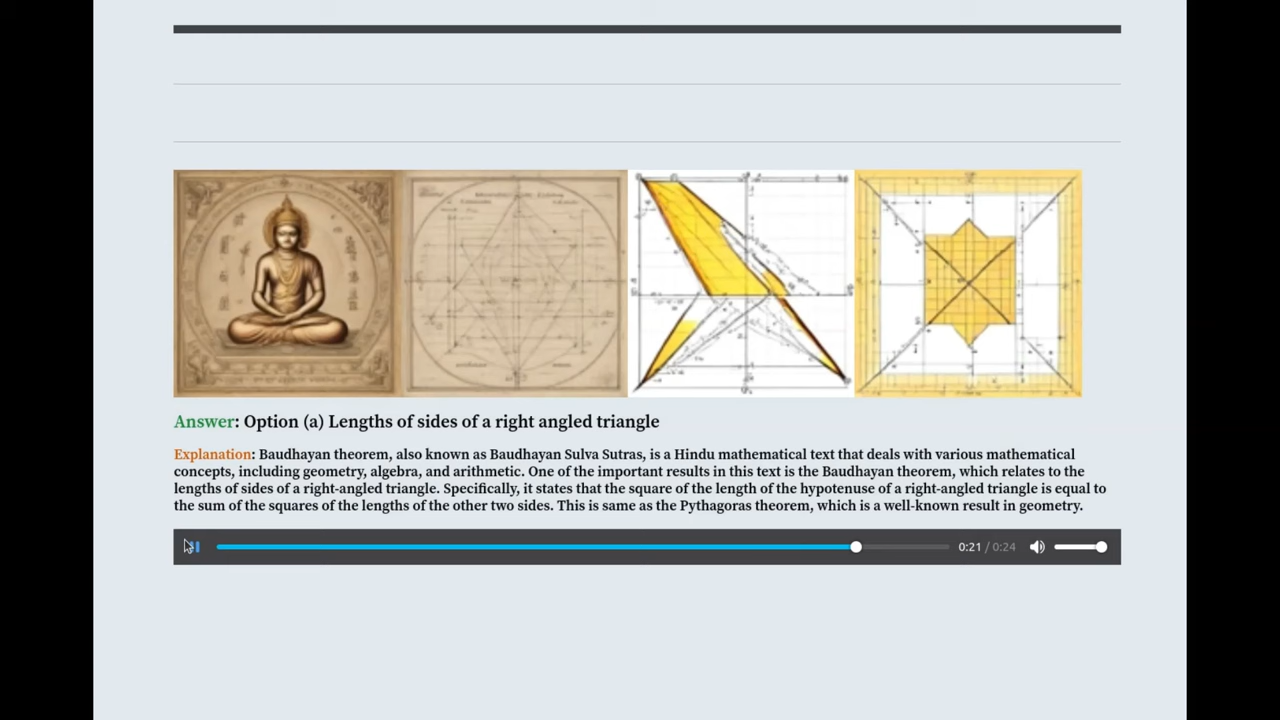 Answer: Option (a) Lengths of sides of a right angled triangle
Explanation: Baudhayan theorem, also known as Baudhayan Sulva Sutras, is a Hindu mathematical text that deals with various mathematical
concepts, including geometry, algebra, and arithmetic. One of the important results in this text is the Baudhayan theorem, which relates to the
lengths of sides of a right-angled triangle. Specifically, it states that the square of the length of the hypotenuse of a right-angled triangle is equal to
the sum of the squares of the lengths of the other two sides. This is same as the Pythagoras theorem, which is a well-known result in geometry.
0:21 / 0:24